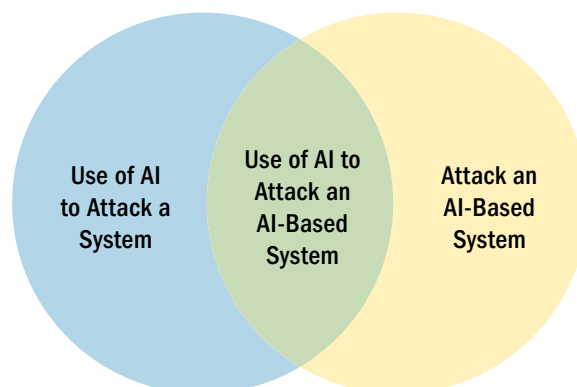 Use of AI
to Attack a
System
Use of AI to
Attack an
AI-Based
System
Attack an
AI-Based
System